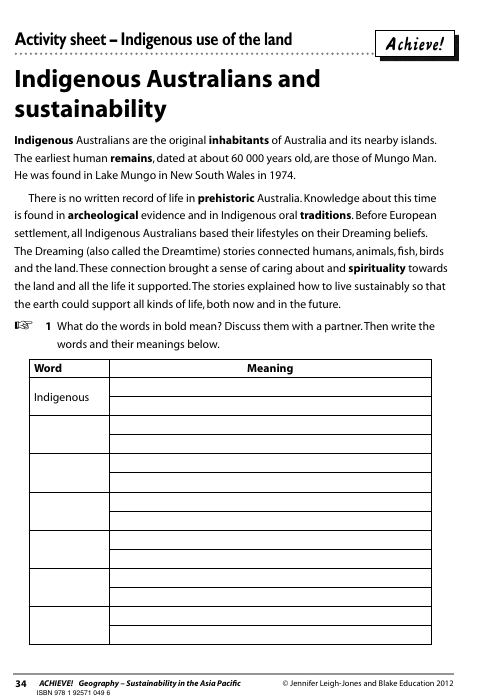 Activity sheet – Indigenous use of the land
Achieve!
Indigenous Australians and
sustainability
Indigenous Australians are the original inhabitants of Australia and its nearby islands.
The earliest human remains, dated at about 60 000 years old, are those of Mungo Man.
He was found in Lake Mungo in New South Wales in 1974.
There is no written record of life in prehistoric Australia. Knowledge about this time
is found in archeological evidence and in Indigenous oral traditions. Before European
settlement, all Indigenous Australians based their lifestyles on their Dreaming beliefs.
The Dreaming (also called the Dreamtime) stories connected humans, animals, fish, birds
and the land. These connection brought a sense of caring about and spirituality towards
the land and all the life it supported. The stories explained how to live sustainably so that
the earth could support all kinds of life, both now and in the future.
1 What do the words in bold mean? Discuss them with a partner. Then write the
words and their meanings below.
Word Meaning
Indigenous
34 ACHIEVE! Geography – Sustainability in the Asia Pacific © Jennifer Leigh-Jones and Blake Education 2012
ISBN 978 1 92571 049 6